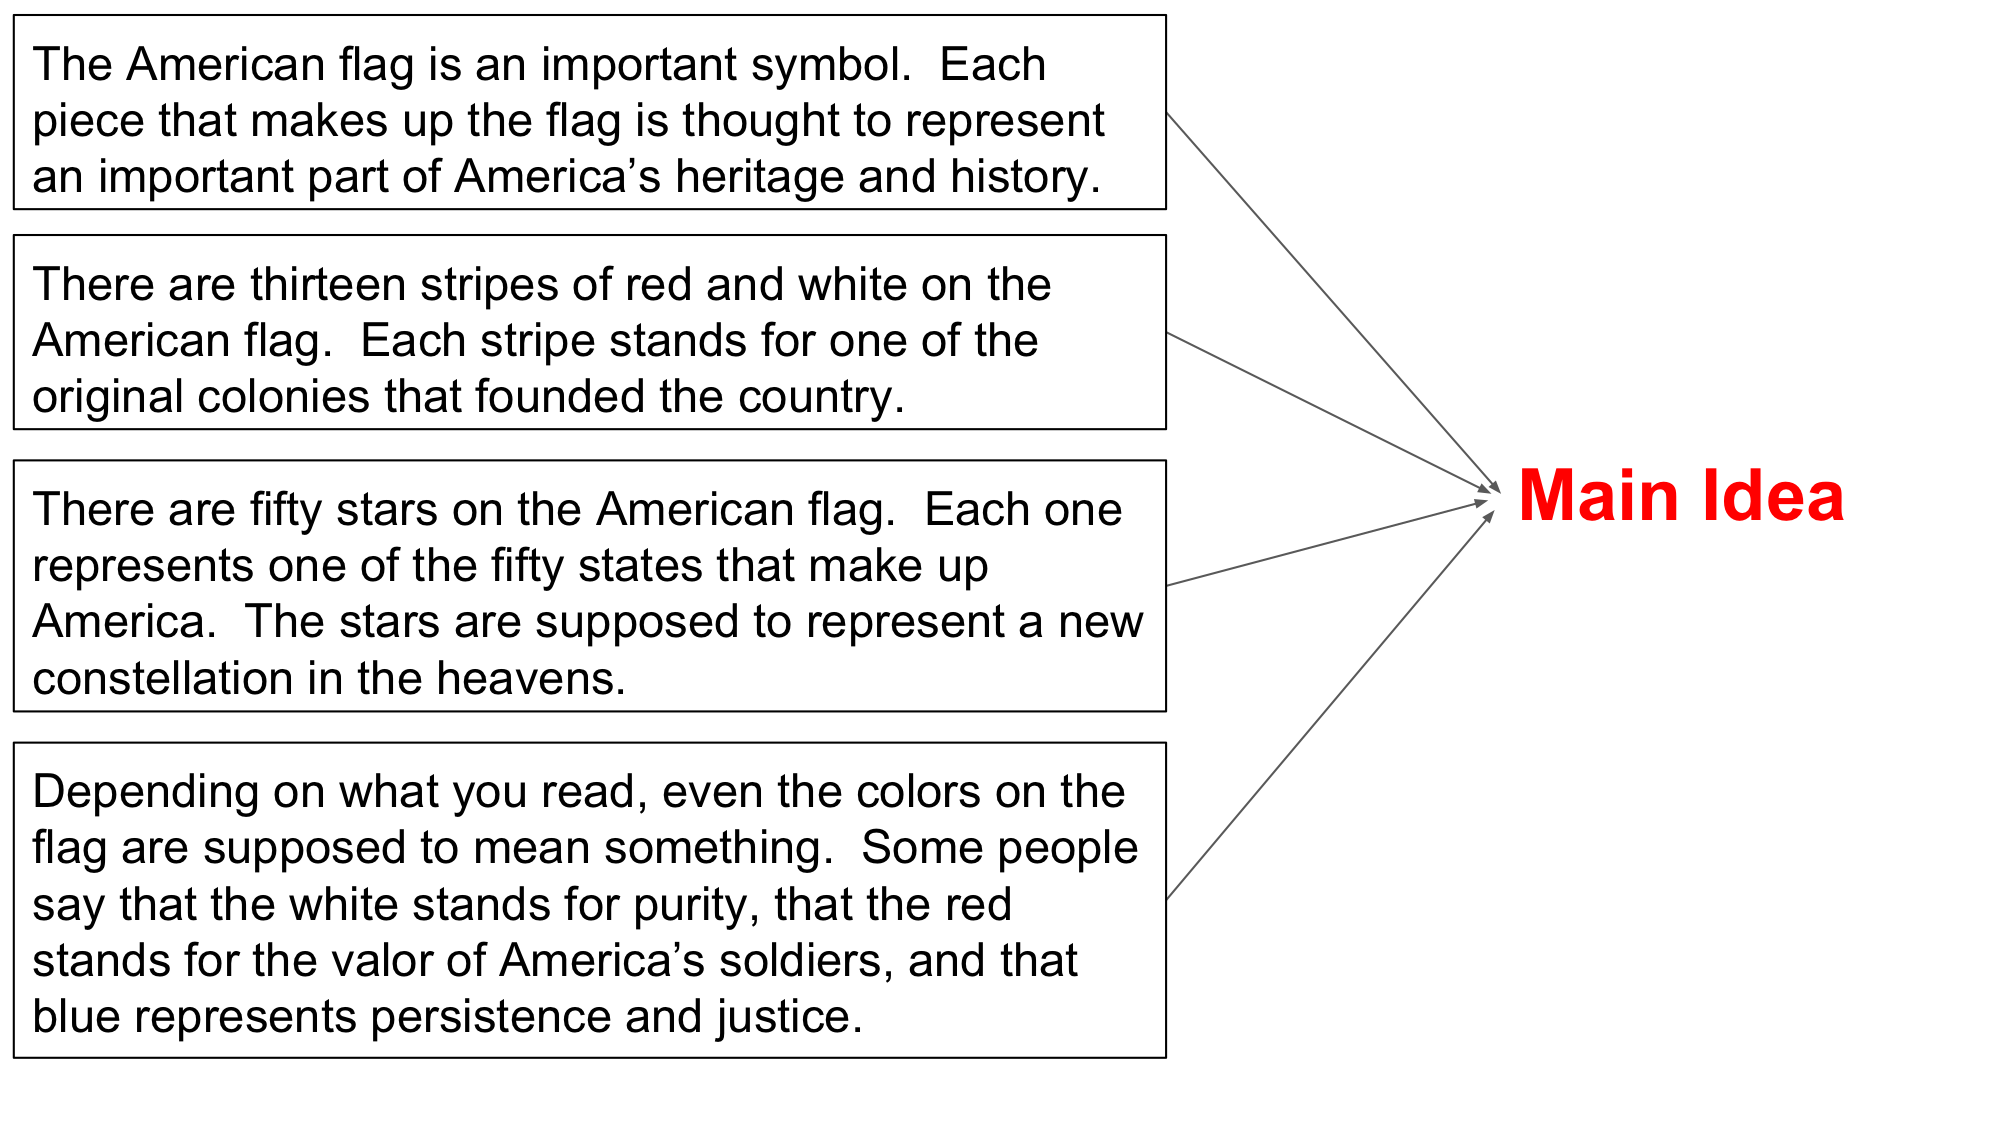 The American flag is an important symbol.  Each
piece that makes up the flag is thought to represent
an important part of America’s heritage and history.
There are thirteen stripes of red and white on the
American flag.  Each stripe stands for one of the
original colonies that founded the country.
There are fifty stars on the American flag.  Each one
represents one of the fifty states that make up
America.  The stars are supposed to represent a new
constellation in the heavens.
Depending on what you read, even the colors on the
flag are supposed to mean something.  Some people
say that the white stands for purity, that the red
stands for the valor of America’s soldiers, and that
blue represents persistence and justice.
Main Idea